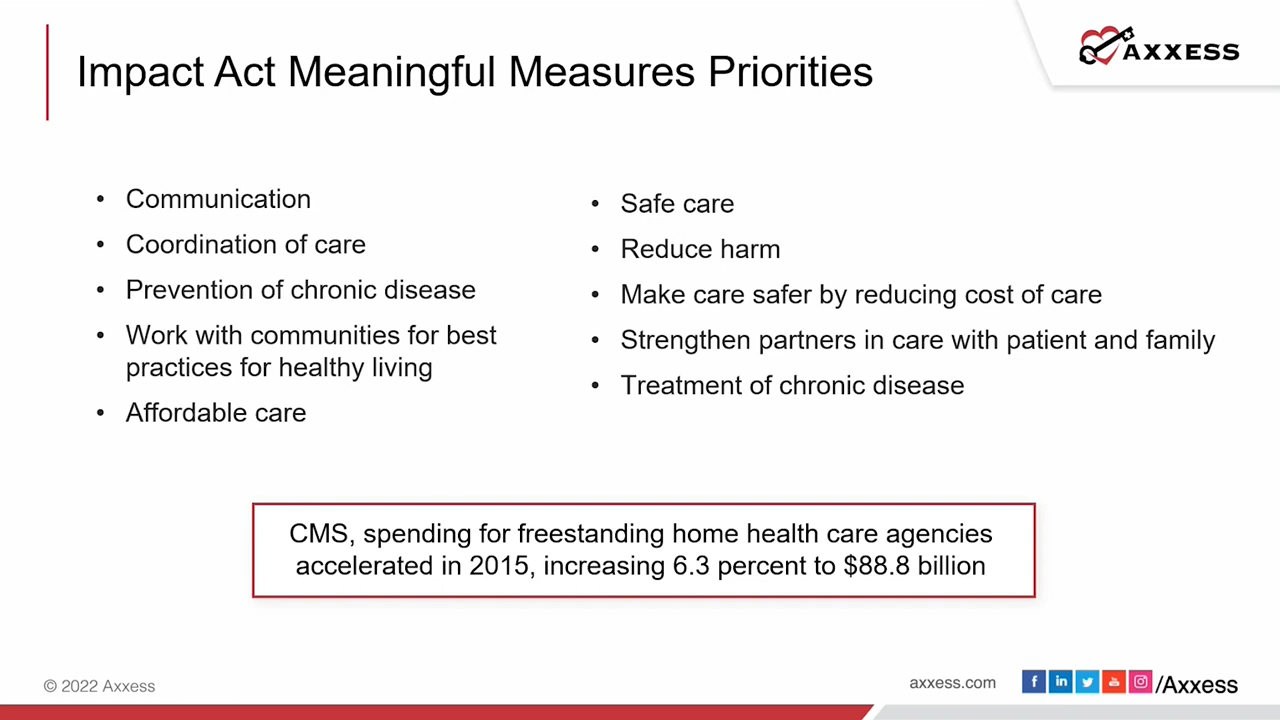 Impact Act Meaningful Measures Priorities
AXXESS
• Communication
• Coordination of care
• Prevention of chronic disease
• Work with communities for best
practices for healthy living
• Affordable care
• Safe care
• Reduce harm
• Make care safer by reducing cost of care
• Strengthen partners in care with patient and family
• Treatment of chronic disease
CMS, spending for freestanding home health care agencies
accelerated in 2015, increasing 6.3 percent to $88.8 billion
© 2022 Axxess
axxess.com
/Axxess